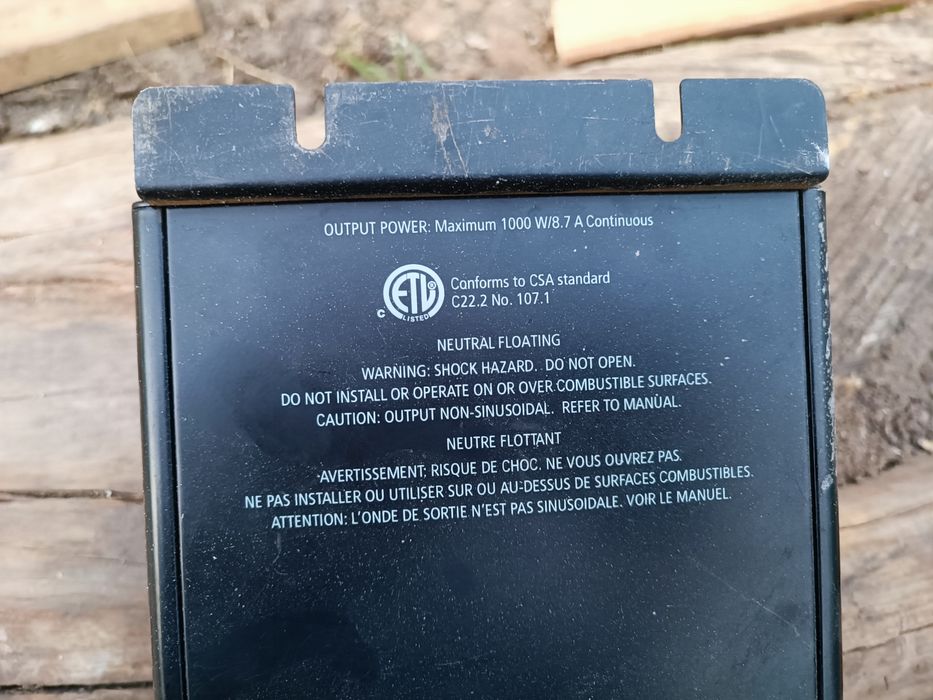 OUTPUT POWER: Maximum 1000 W/8.7 A Continuous
ETL®
C LISTED
Conforms to CSA standard
C22.2 No. 107.1
NEUTRAL FLOATING
WARNING: SHOCK HAZARD. DO NOT OPEN.
DO NOT INSTALL OR OPERATE ON OR OVER COMBUSTIBLE SURFACES.
CAUTION: OUTPUT NON-SINUSOIDAL. REFER TO MANUAL.
NEUTRE FLOTTANT
AVERTISSEMENT: RISQUE DE CHOC. NE VOUS OUVREZ PAS.
NE PAS INSTALLER OU UTILISER SUR OU AU-DESSUS DE SURFACES COMBUSTIBLES.
ATTENTION: L'ONDE DE SORTIE N'EST PAS SINUSOIDALE. VOIR LE MANUEL.